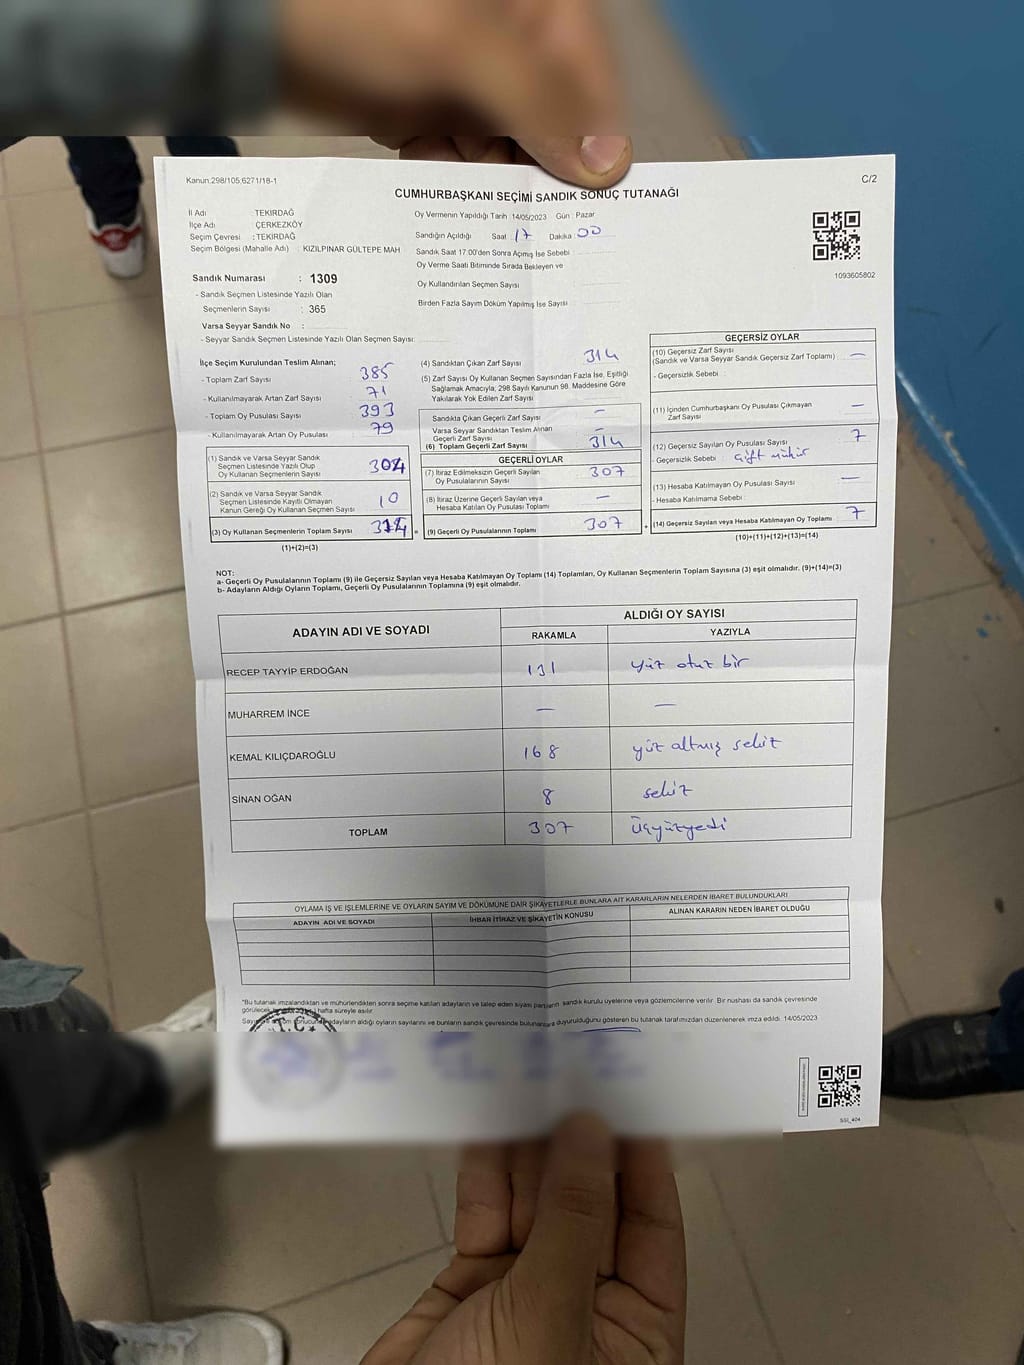 Kanun:298/105;6271/18-1
C/2
CUMHURBAŞKANI SEÇİMİ SANDIK SONUÇ TUTANAĞI
İl Adı TEKİRDAĞ
İlçe Adı ÇERKEZKÖY
Seçim Çevresi : TEKİRDAĞ
Seçim Bölgesi (Mahalle Adı) : KIZILPINAR GÜLTEPE MAH
Sandık Numarası : 1309
- Sandık Seçmen Listesinde Yazılı Olan
Seçmenlerin Sayısı : 365
Varsa Seyyar Sandık No :
- Seyyar Sandık Seçmen Listesinde Yazılı Olan Seçmen Sayısı:
Oy Vermenin Yapıldığı Tarih 14/05/2023 Gün : Pazar
Sandığın Açıldığı Saat 17 Dakika 00
Sandık Saat 17:00'den Sonra Açmış İse Sebebi
Oy Verme Saati Bitiminde Sırada Bekleyen ve
Oy Kullandırılan Seçmen Sayısı
Birden Fazla Sayım Döküm Yapılmış İse Sayısı
1093605802
İlçe Seçim Kurulundan Teslim Alınan;
- Toplam Zarf Sayısı 385
- Kullanılmayarak Artan Zarf Sayısı 71
- Toplam Oy Pusulası Sayısı 393
- Kullanılmayarak Artan Oy Pusulası 79
(1) Sandık ve Varsa Seyyar Sandık
Seçmen Listesinde Yazılı Olup
Oy Kullanan Seçmenlerin Sayısı 304
(2) Sandık ve Varsa Seyyar Sandık
Seçmen Listesinde Kayıtlı Olmayan
Kanun Gereği Oy Kullanan Seçmen Sayısı 10
(3) Oy Kullanan Seçmenlerin Toplam Sayısı 314
(1)+(2)=(3)
(4) Sandıktan Çıkan Zarf Sayısı 314
(5) Zarf Sayısı Oy Kullanan Seçmen Sayısından Fazla İse, Eşitliği
Sağlamak Amacıyla, 298 Sayılı Kanunun 98. Maddesine Göre
Yakılarak Yok Edilen Zarf Sayısı
Sandıkta Çıkan Geçerli Zarf Sayısı –
Varsa Seyyar Sandıktan Teslim Alınan
Geçerli Zarf Sayısı –
(6) Toplam Geçerli Zarf Sayısı 314
GEÇERLİ OYLAR
(7) İtiraz Edilmeksizin Geçerli Sayılan
Oy Pusulalarının Sayısı 307
(8) İtiraz Üzerine Geçerli Sayılan veya
Hesaba Katılan Oy Pusulası Toplamı –
= (9) Geçerli Oy Pusulalarının Toplamı 307
GEÇERSİZ OYLAR
(10) Geçersiz Zarf Sayısı
(Sandık ve Varsa Seyyar Sandık Geçersiz Zarf Toplamı) –
- Geçersizlik Sebebi :
(11) İçinden Cumhurbaşkanı Oy Pusulası Çıkmayan
Zarf Sayısı –
(12) Geçersiz Sayılan Oy Pusulası Sayısı 7
- Geçersizlik Sebebi : Çift mühür
(13) Hesaba Katılmayan Oy Pusulası Sayısı –
- Hesaba Katılmama Sebebi :
+ (14) Geçersiz Sayılan veya Hesaba Katılmayan Oy Toplamı 7
(10)+(11)+(12)+(13)=(14)
NOT:
a- Geçerli Oy Pusulalarının Toplamı (9) ile Geçersiz Sayılan veya Hesaba Katılmayan Oy Toplamı (14) Toplamları, Oy Kullanan Seçmenlerin Toplam Sayısına (3) eşit olmalıdır. (9)+(14)=(3)
b- Adayların Aldığı Oyların Toplamı, Geçerli Oy Pusulalarının Toplamına (9) eşit olmalıdır.
ADAYIN ADI VE SOYADI
ALDIĞI OY SAYISI
RAKAMLA YAZIYLA
RECEP TAYYİP ERDOĞAN 131 yüz otuz bir
MUHARREM İNCE – –
KEMAL KILIÇDAROĞLU 168 yüz altmış sekiz
SİNAN OĞAN 8 sekiz
TOPLAM 307 üçyüzyedi
OYLAMA İŞ VE İŞLEMLERİNE VE OYLARIN SAYIM VE DÖKÜMÜNE DAİR ŞİKAYETLERLE BUNLARA AİT KARARLARIN NELERDEN İBARET BULUNDUKLARI
ADAYIN ADI VE SOYADI
İHBAR İTİRAZ VE ŞİKAYETİN KONUSU
ALINAN KARARIN NEDEN İBARET OLDUĞU
"Bu tutanak imzalandıktan ve mühürlendikten sonra seçme katılan adayların ve talep eden siyasi partilerin sandık kurulu üyelerine veya gözlemcilerine verilir. Bir nüshası da sandık çevresinde
görülecek hafta süreyle asılır.
adayların aldığı oyların sayılarını ve bunların sandık çevresinde bulunanlara duyurulduğunu gösteren bu tutanak tarafımızdan düzenlenerek imza edildi. 14/05/2023
T.C.
SSI_404